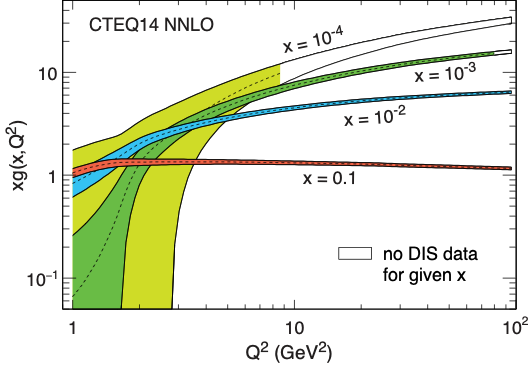 CTEQ14 NNLO
x = 10⁻⁴
x = 10⁻³
x = 10⁻²
x = 0.1
no DIS data
for given x
xg(x,Q²)
10
1
10⁻¹
1
10
10²
Q² (GeV²)